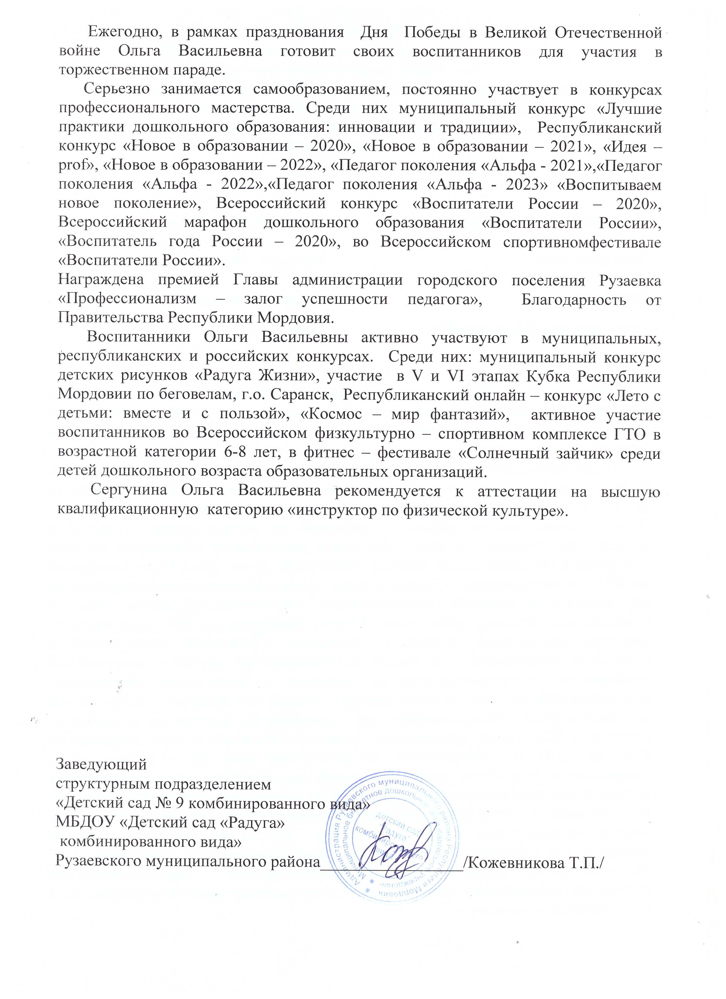 Ежегодно, в рамках празднования Дня Победы в Великой Отечественной
войне Ольга Васильевна готовит своих воспитанников для участия в
торжественном параде.
Серьезно занимается самообразованием, постоянно участвует в конкурсах
профессионального мастерства. Среди них муниципальный конкурс «Лучшие
практики дошкольного образования: инновации и традиции», Республиканский
конкурс «Новое в образовании – 2020», «Новое в образовании – 2021», «Идея –
prof», «Новое в образовании – 2022», «Педагог поколения «Альфа - 2021»,«Педагог
поколения «Альфа - 2022»,«Педагог поколения «Альфа - 2023» «Воспитываем
новое поколение», Всероссийский конкурс «Воспитатели России – 2020»,
Всероссийский марафон дошкольного образования «Воспитатели России»,
«Воспитатель года России – 2020», во Всероссийском спортивномфестивале
«Воспитатели России».
Награждена премией Главы администрации городского поселения Рузаевка
«Профессионализм – залог успешности педагога», Благодарность от
Правительства Республики Мордовия.
Воспитанники Ольги Васильевны активно участвуют в муниципальных,
республиканских и российских конкурсах. Среди них: муниципальный конкурс
детских рисунков «Радуга Жизни», участие в V и VI этапах Кубка Республики
Мордовии по беговелам, г.о. Саранск, Республиканский онлайн – конкурс «Лето с
детьми: вместе и с пользой», «Космос – мир фантазий», активное участие
воспитанников во Всероссийском физкультурно – спортивном комплексе ГТО в
возрастной категории 6-8 лет, в фитнес – фестивале «Солнечный зайчик» среди
детей дошкольного возраста образовательных организаций.
Сергунина Ольга Васильевна рекомендуется к аттестации на высшую
квалификационную категорию «инструктор по физической культуре».
Заведующий
структурным подразделением
«Детский сад № 9 комбинированного вида»
МБДОУ «Детский сад «Радуга»
комбинированного вида»
Рузаевского муниципального района_________________/Кожевникова Т.П./
Администрация Рузаевского муниципального района Республики Мордовия
Муниципальное бюджетное дошкольное образовательное учреждение
детский сад
"Радуга"
комбинированного
вида